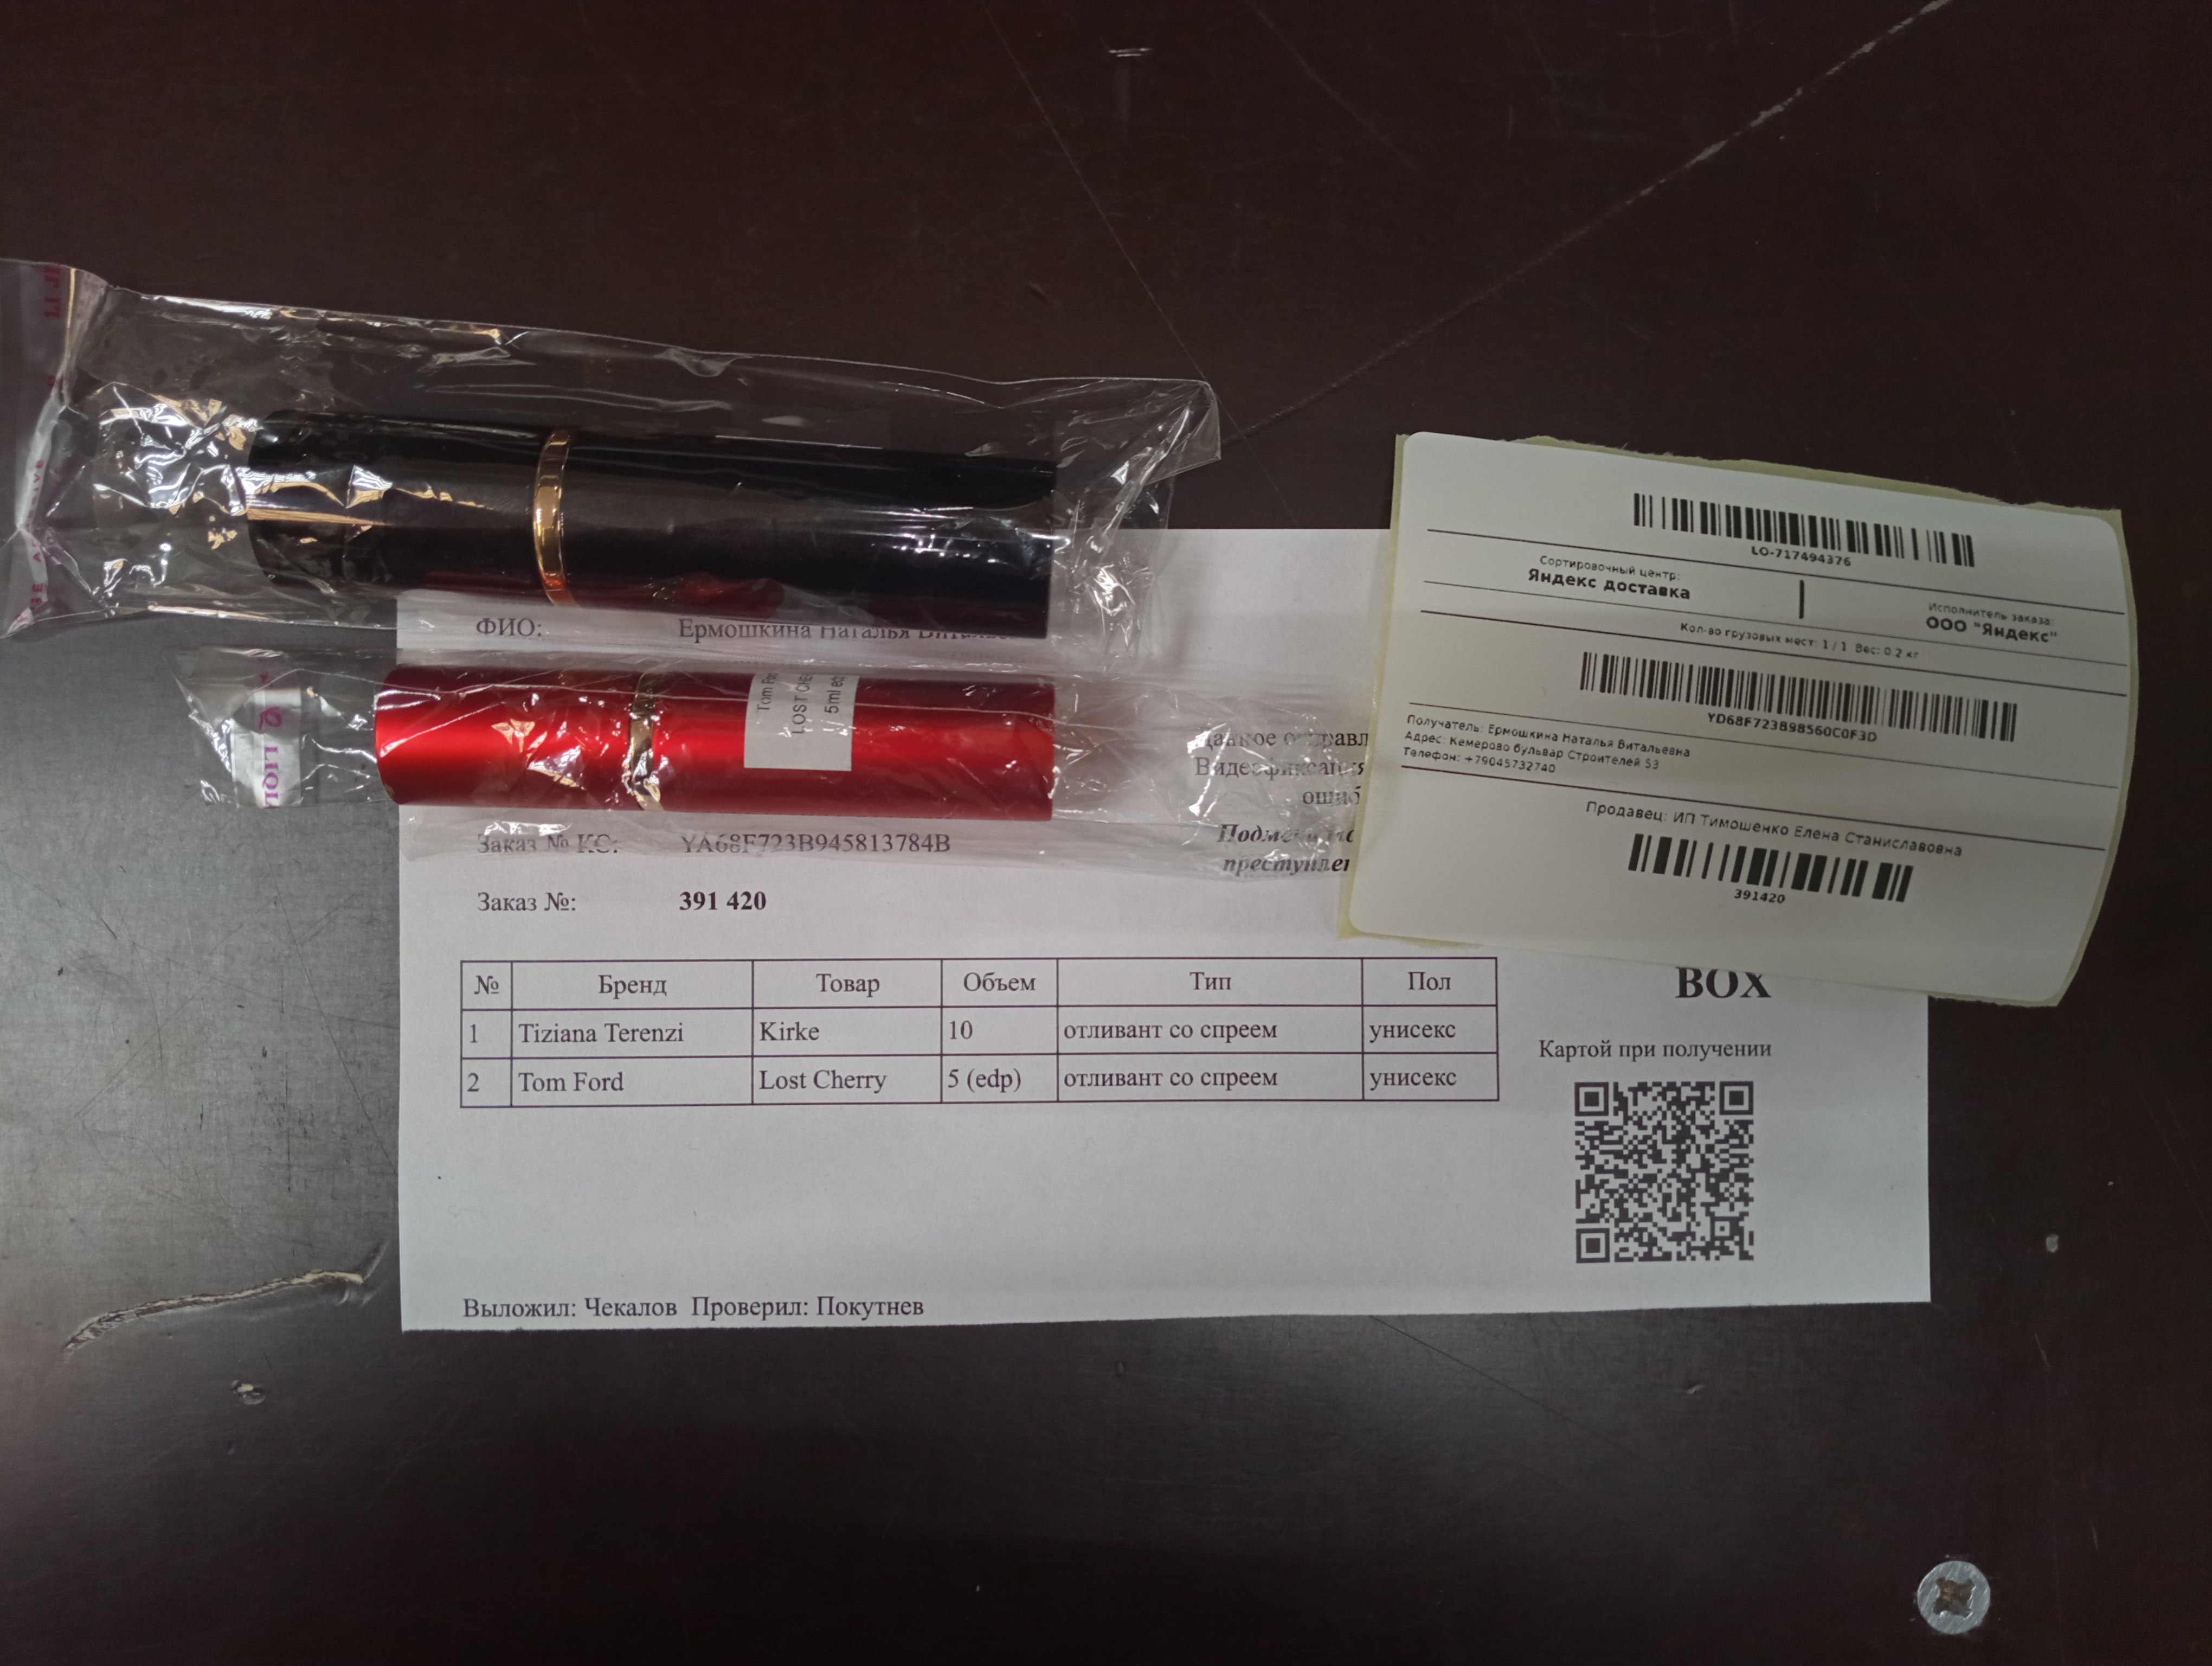 ФИО: Ермошкина Наталья
Tom
LOST
5ml
Видеофиксация
Заказ № КС: YA68F723B945813784B
Заказ №: 391 420
№ Бренд Товар Объем Тип Пол
1 Tiziana Terenzi Kirke 10 отливант со спреем унисекс
2 Tom Ford Lost Cherry 5 (edp) отливант со спреем унисекс
BOX
Картой при получении
Выложил: Чекалов Проверил: Покутнев
LO-717494376
Сортировочный центр:
Яндекс доставка
Исполнитель заказа:
ООО "Яндекс"
Кол-во грузовых мест: 1 / 1 Вес: 0.2 кг
YD68F723B98560C0F3D
Получатель: Ермошкина Наталья Витальевна
Адрес: Кемерово бульвар Строителей 53
Телефон: +79045732740
Продавец: ИП Тимошенко Елена Станиславовна
391420